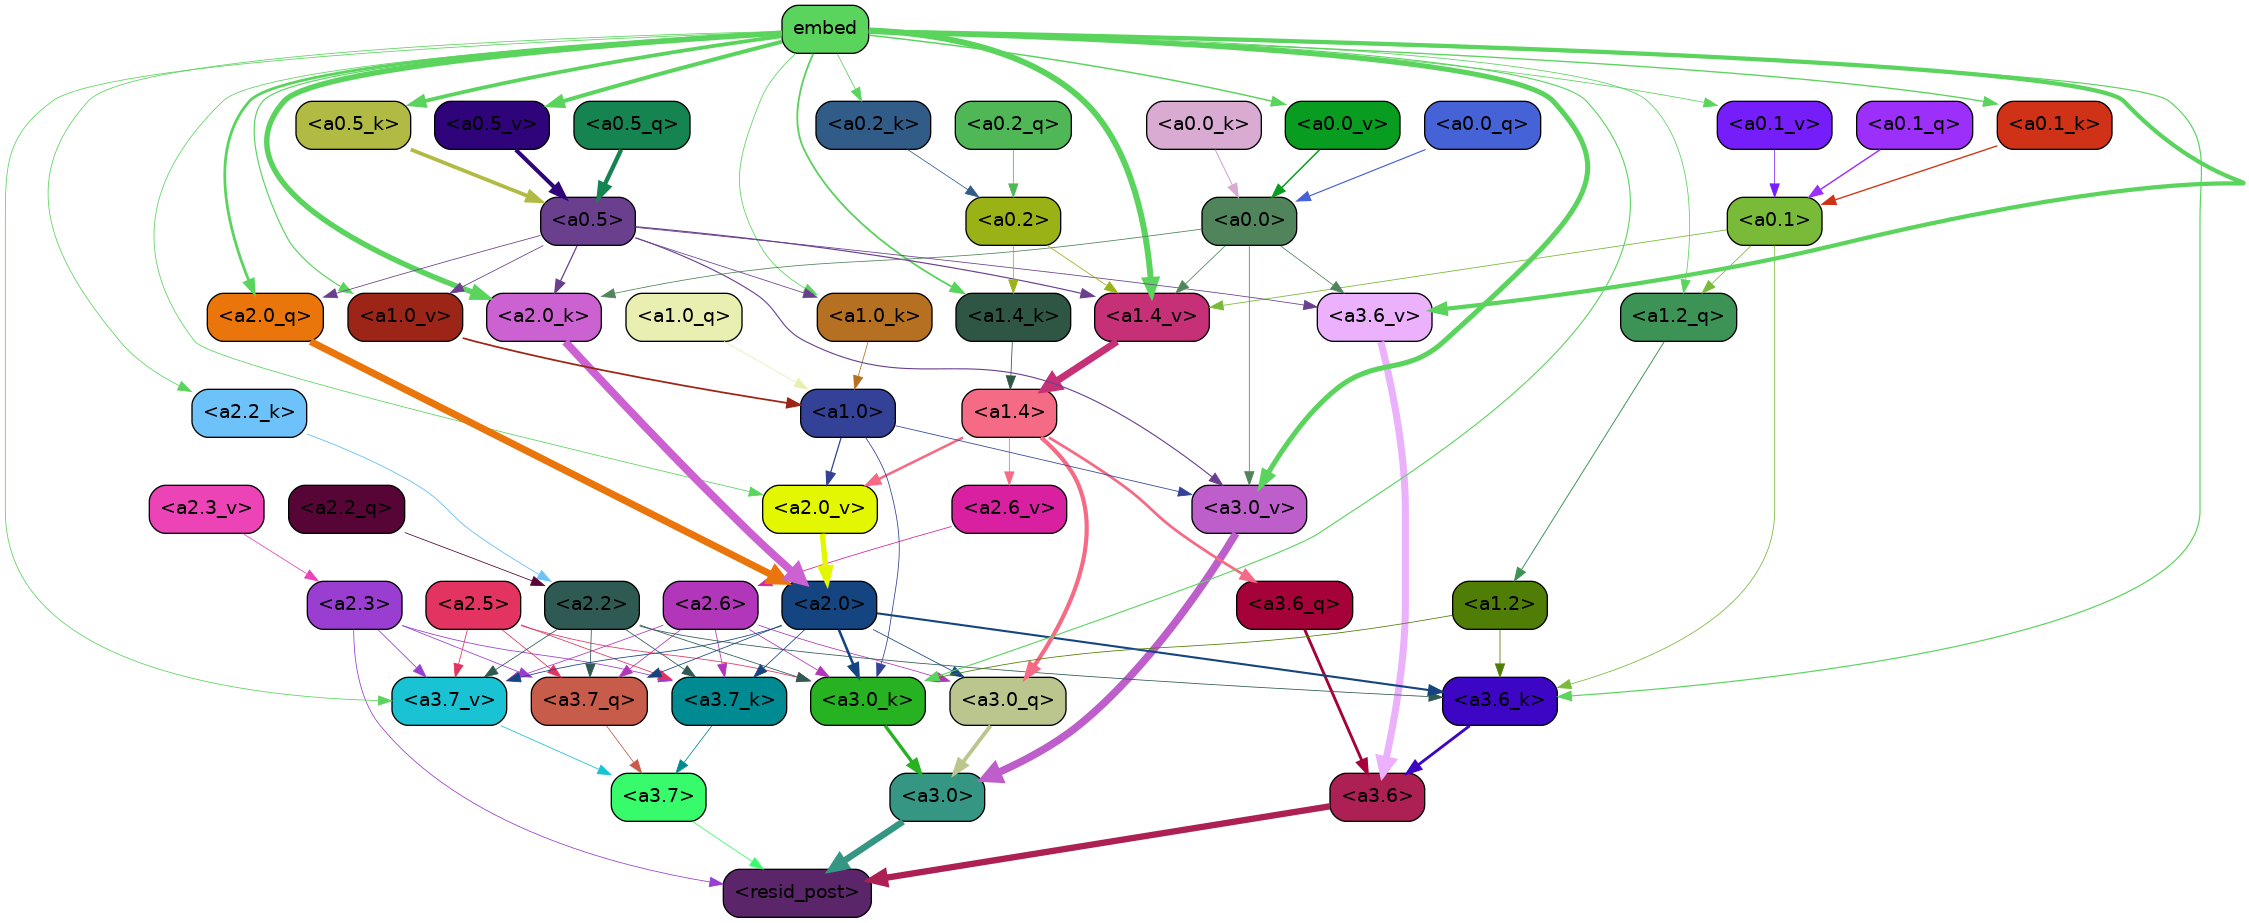 embed
<a0.5_k>
<a0.5_v>
<a0.5_q>
<a0.2_k>
<a0.2_q>
<a0.0_k>
<a0.0_v>
<a0.0_q>
<a0.1_v>
<a0.1_q>
<a0.1_k>
<a0.5>
<a0.2>
<a0.0>
<a0.1>
<a2.0_q>
<a1.0_v>
<a2.0_k>
<a1.0_q>
<a1.0_k>
<a1.4_k>
<a1.4_v>
<a3.6_v>
<a1.2_q>
<a2.2_k>
<a1.0>
<a1.4>
<a2.3_v>
<a2.2_q>
<a2.0_v>
<a2.6_v>
<a3.0_v>
<a2.3>
<a2.5>
<a2.2>
<a2.6>
<a2.0>
<a3.6_q>
<a1.2>
<a3.7_v>
<a3.7_q>
<a3.7_k>
<a3.0_k>
<a3.0_q>
<a3.6_k>
<a3.7>
<a3.0>
<a3.6>
<resid_post>